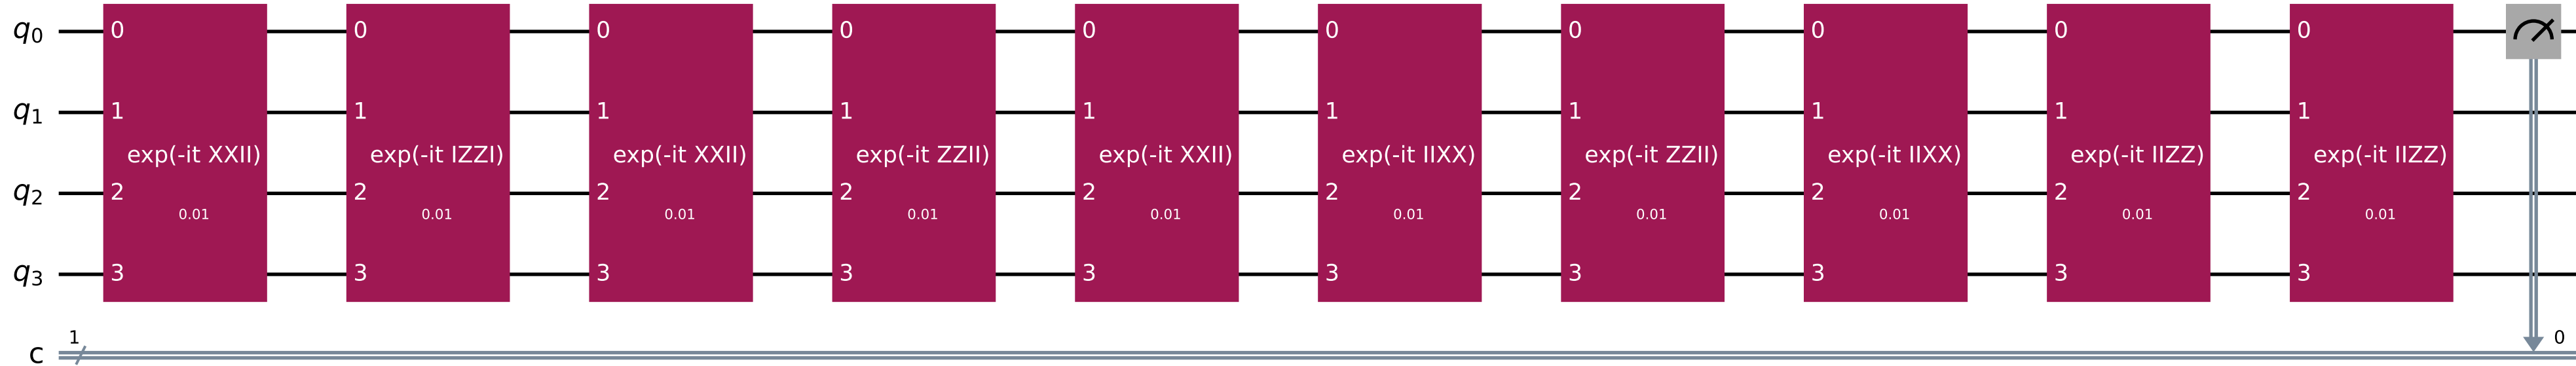 q0 0 0 0 0 0 0 0 0 0 0
q1 1 1 1 1 1 1 1 1 1 1
exp(-it XXII) exp(-it IZZI) exp(-it XXII) exp(-it ZZII) exp(-it XXII) exp(-it IIXX) exp(-it ZZII) exp(-it IIXX) exp(-it IIZZ) exp(-it IIZZ)
q2 2 2 2 2 2 2 2 2 2 2
0.01 0.01 0.01 0.01 0.01 0.01 0.01 0.01 0.01 0.01
q3 3 3 3 3 3 3 3 3 3 3
1 0
c